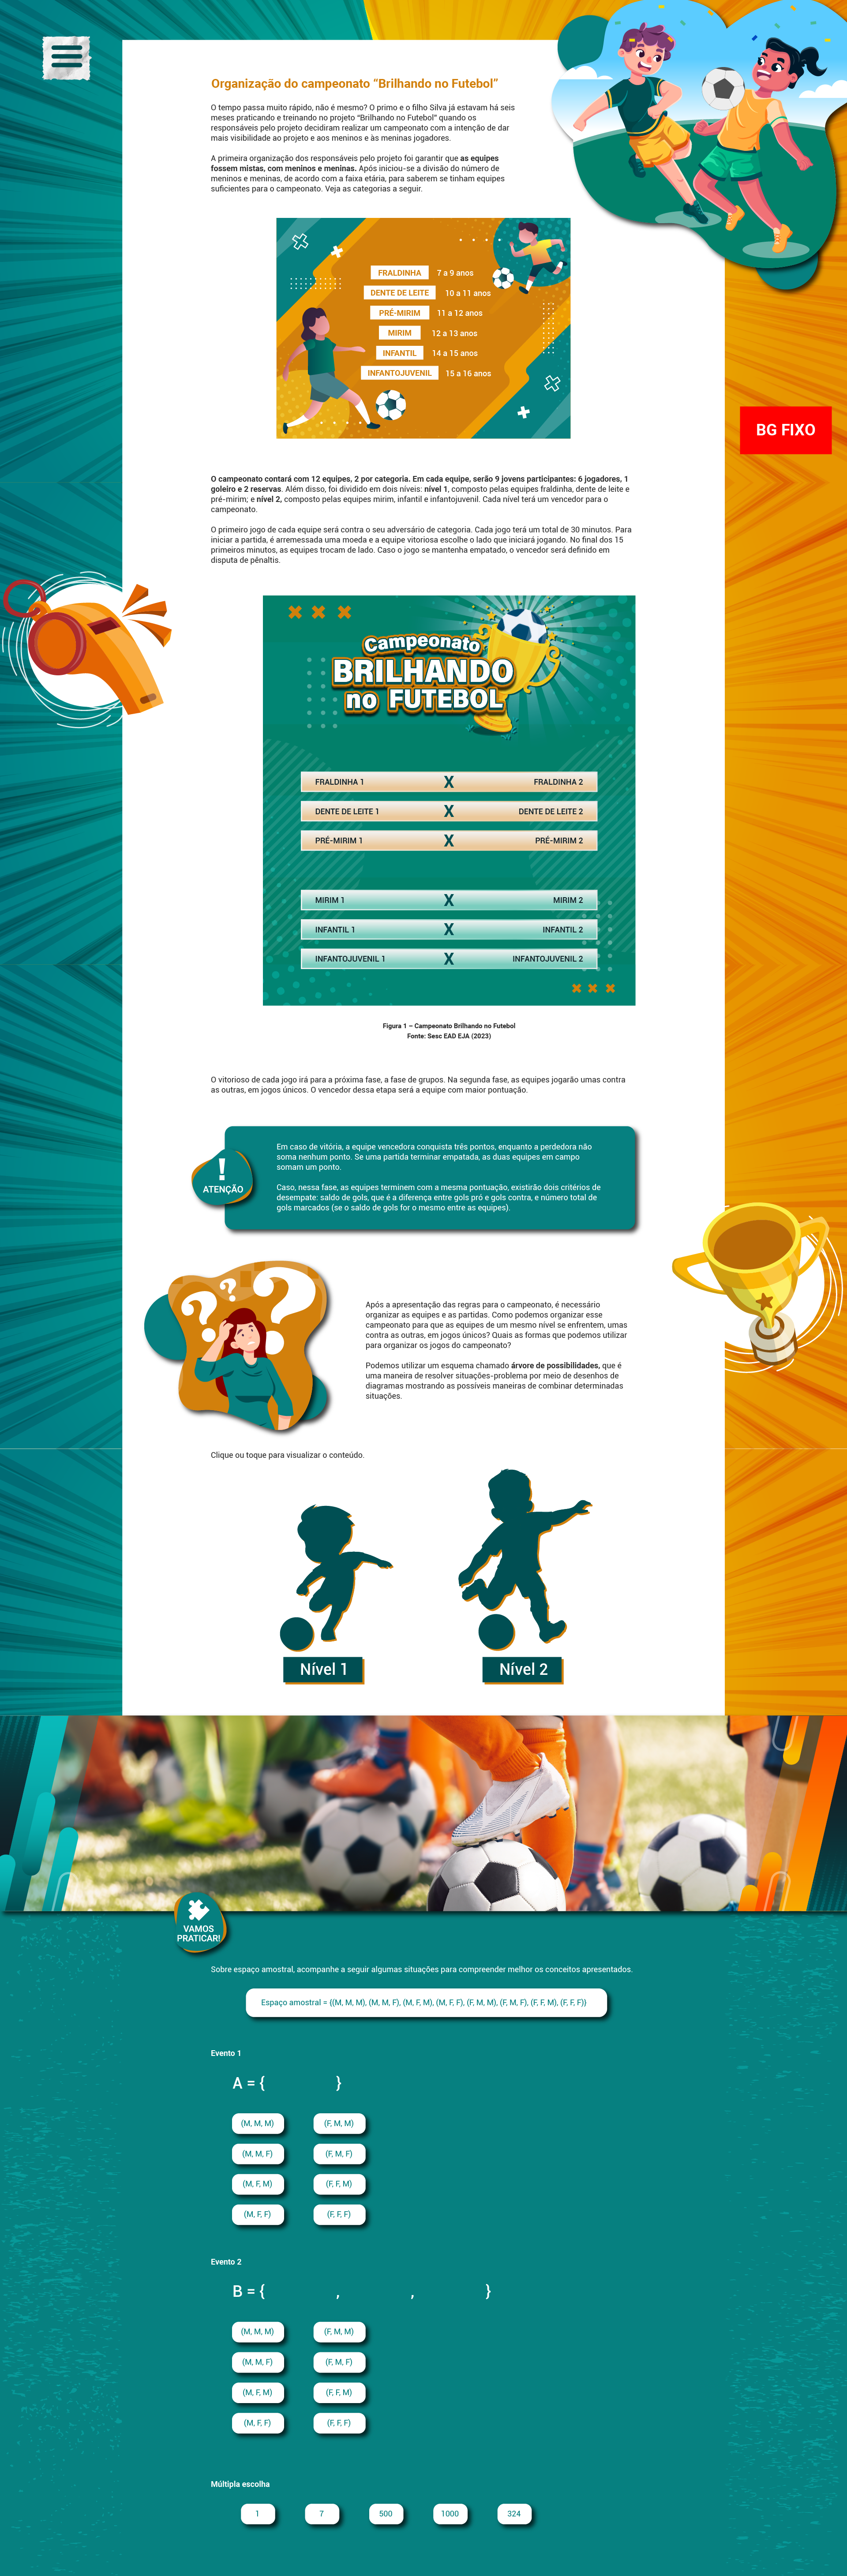 Organização do campeonato “Brilhando no Futebol”
O tempo passa muito rápido, não é mesmo? O primo e o filho Silva já estavam há seis
meses praticando e treinando no projeto “Brilhando no Futebol” quando os
responsáveis pelo projeto decidiram realizar um campeonato com a intenção de dar
mais visibilidade ao projeto e aos meninos e às meninas jogadores.
A primeira organização dos responsáveis pelo projeto foi garantir que as equipes
fossem mistas, com meninos e meninas. Após iniciou-se a divisão do número de
meninos e meninas, de acordo com a faixa etária, para saberem se tinham equipes
suficientes para o campeonato. Veja as categorias a seguir.
FRALDINHA 7 a 9 anos
DENTE DE LEITE 10 a 11 anos
PRÉ-MIRIM 11 a 12 anos
MIRIM 12 a 13 anos
INFANTIL 14 a 15 anos
INFANTOJUVENIL 15 a 16 anos
BG FIXO
O campeonato contará com 12 equipes, 2 por categoria. Em cada equipe, serão 9 jovens participantes: 6 jogadores, 1
goleiro e 2 reservas. Além disso, foi dividido em dois níveis: nível 1, composto pelas equipes fraldinha, dente de leite e
pré-mirim; e nível 2, composto pelas equipes mirim, infantil e infantojuvenil. Cada nível terá um vencedor para o
campeonato.
O primeiro jogo de cada equipe será contra o seu adversário de categoria. Cada jogo terá um total de 30 minutos. Para
iniciar a partida, é arremessada uma moeda e a equipe vitoriosa escolhe o lado que iniciará jogando. No final dos 15
primeiros minutos, as equipes trocam de lado. Caso o jogo se mantenha empatado, o vencedor será definido em
disputa de pênaltis.
Campeonato
BRILHANDO
no FUTEBOL
FRALDINHA 1 X FRALDINHA 2
DENTE DE LEITE 1 X DENTE DE LEITE 2
PRÉ-MIRIM 1 X PRÉ-MIRIM 2
MIRIM 1 X MIRIM 2
INFANTIL 1 X INFANTIL 2
INFANTOJUVENIL 1 X INFANTOJUVENIL 2
Figura 1 – Campeonato Brilhando no Futebol
Fonte: Sesc EAD EJA (2023)
O vitorioso de cada jogo irá para a próxima fase, a fase de grupos. Na segunda fase, as equipes jogarão umas contra
as outras, em jogos únicos. O vencedor dessa etapa será a equipe com maior pontuação.
!
ATENÇÃO
Em caso de vitória, a equipe vencedora conquista três pontos, enquanto a perdedora não
soma nenhum ponto. Se uma partida terminar empatada, as duas equipes em campo
somam um ponto.
Caso, nessa fase, as equipes terminem com a mesma pontuação, existirão dois critérios de
desempate: saldo de gols, que é a diferença entre gols pró e gols contra, e número total de
gols marcados (se o saldo de gols for o mesmo entre as equipes).
? ? ?
Após a apresentação das regras para o campeonato, é necessário
organizar as equipes e as partidas. Como podemos organizar esse
campeonato para que as equipes de um mesmo nível se enfrentem, umas
contra as outras, em jogos únicos? Quais as formas que podemos utilizar
para organizar os jogos do campeonato?
Podemos utilizar um esquema chamado árvore de possibilidades, que é
uma maneira de resolver situações-problema por meio de desenhos de
diagramas mostrando as possíveis maneiras de combinar determinadas
situações.
Clique ou toque para visualizar o conteúdo.
Nível 1
Nível 2
VAMOS
PRATICAR!
Sobre espaço amostral, acompanhe a seguir algumas situações para compreender melhor os conceitos apresentados.
Espaço amostral = {(M, M, M), (M, M, F), (M, F, M), (M, F, F), (F, M, M), (F, M, F), (F, F, M), (F, F, F)}
Evento 1
A = { }
(M, M, M) (F, M, M)
(M, M, F) (F, M, F)
(M, F, M) (F, F, M)
(M, F, F) (F, F, F)
Evento 2
B = { , , }
(M, M, M) (F, M, M)
(M, M, F) (F, M, F)
(M, F, M) (F, F, M)
(M, F, F) (F, F, F)
Múltipla escolha
1 7 500 1000 324